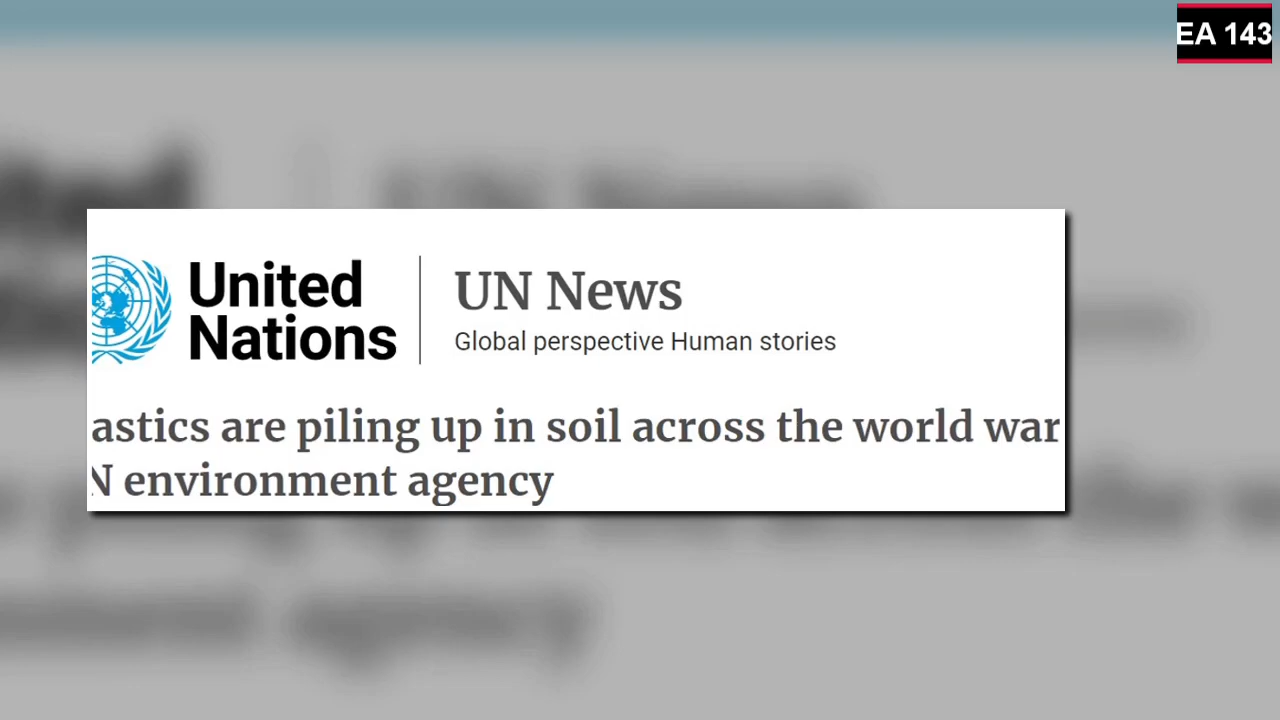 EA 143
United
Nations
UN News
Global perspective Human stories
astics are piling up in soil across the world war
N environment agency